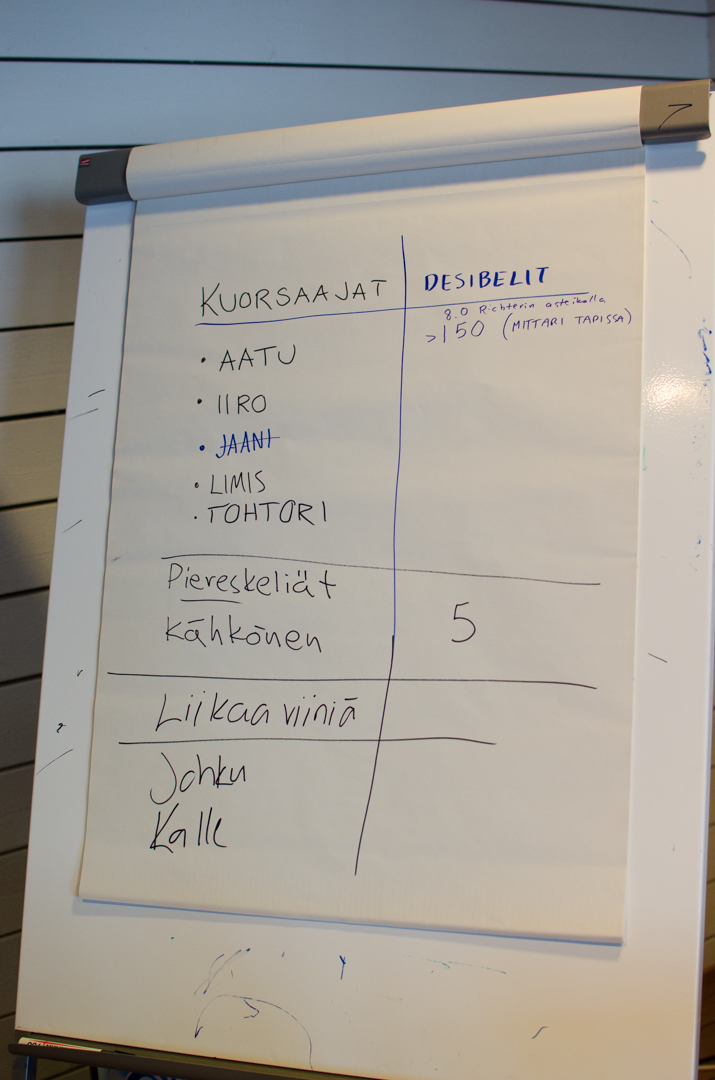 KUORSAAJAT
DESIBELIT
8.0 Richterin asteikolla
>150 (MITTARI TAPISSA)
• AATU
• IIRO
• JAANI
• LIMIS
• TOHTORI
Piereskeliät
Kähkönen
5
Liikaa viiniä
Johku
Kalle